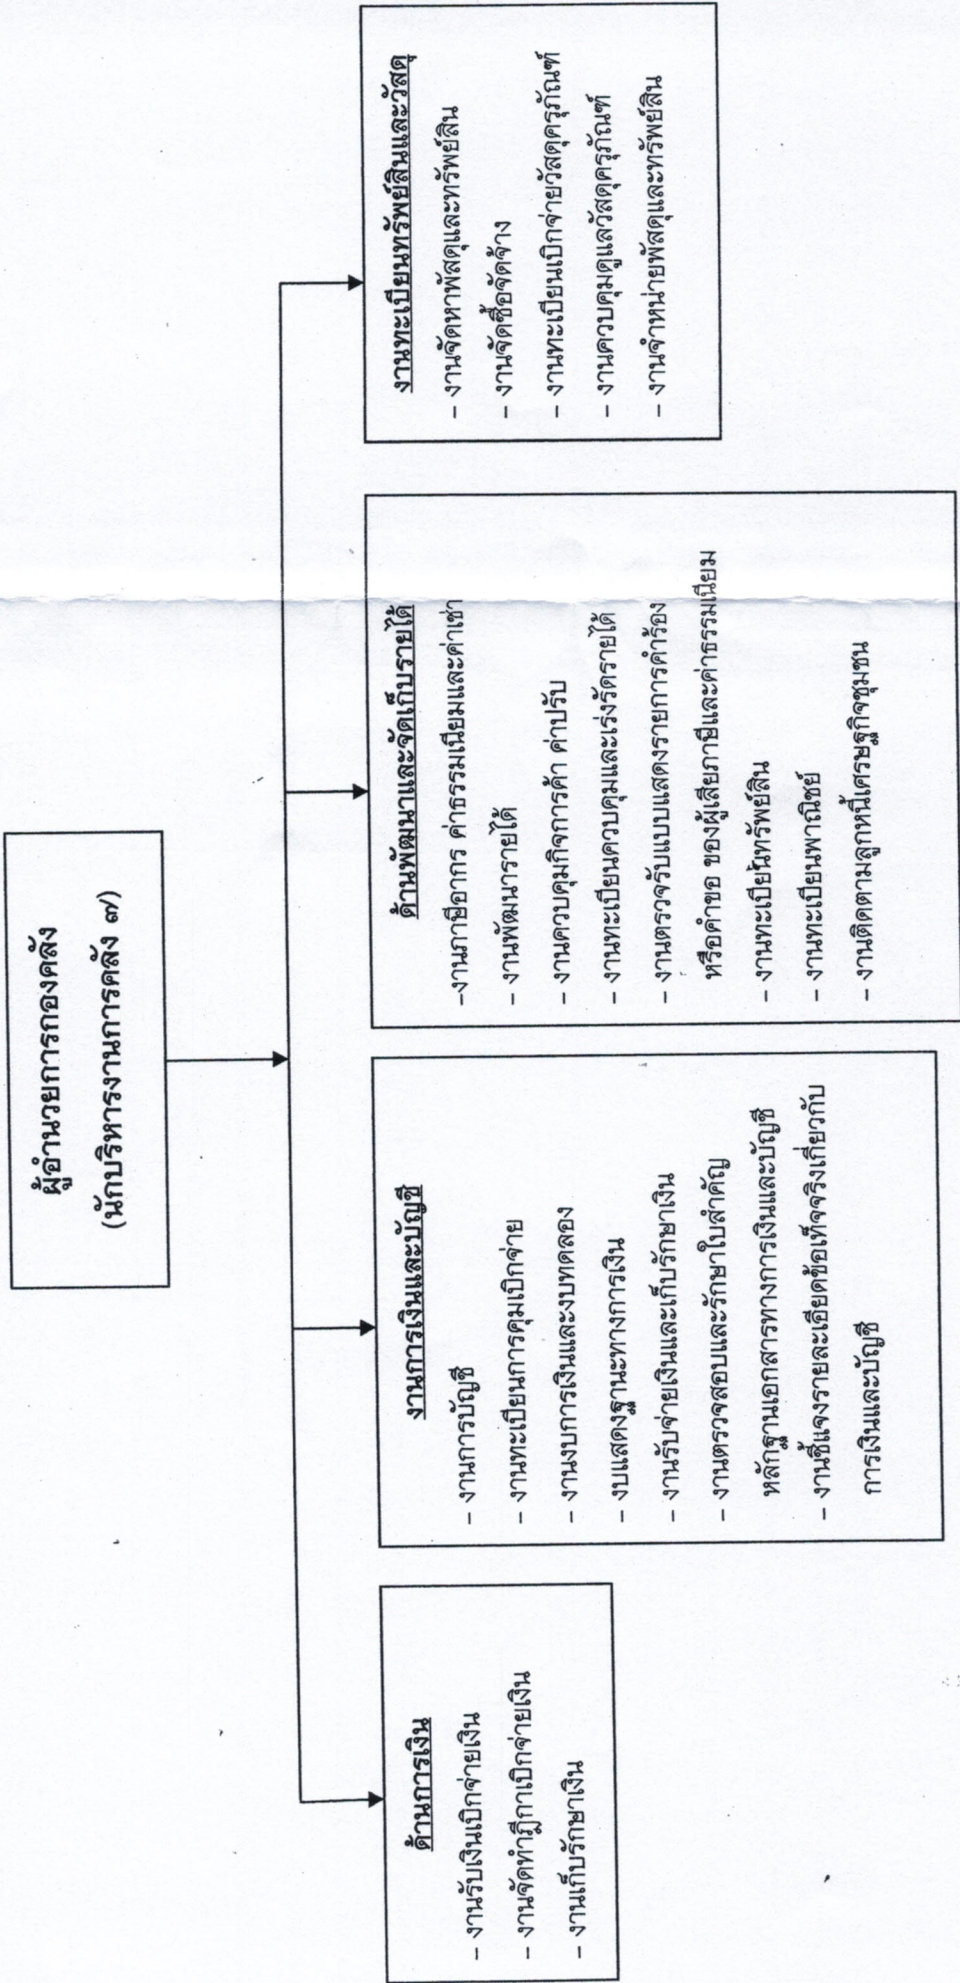 ผู้อำนวยการกองคลัง
(นักบริหารงานการคลัง ๗)
ด้านการเงิน
- งานรับเงินเบิกจ่ายเงิน
- งานจัดทำฎีกาเบิกจ่ายเงิน
- งานเก็บรักษาเงิน
งานการเงินและบัญชี
- งานการบัญชี
- งานทะเบียนการคุมเบิกจ่าย
- งานงบการเงินและงบทดลอง
- งบแสดงฐานะทางการเงิน
- งานรับจ่ายเงินและเก็บรักษาเงิน
- งานตรวจสอบและรักษาใบสำคัญ
หลักฐานเอกสารทางการเงินและบัญชี
- งานชี้แจงรายละเอียดข้อเท็จจริงเกี่ยวกับ
การเงินและบัญชี
ด้านพัฒนาและจัดเก็บรายได้
-งานภาษีอากร ค่าธรรมเนียมและค่าเช่า
- งานพัฒนารายได้
- งานควบคุมกิจการค้า ค่าปรับ
- งานทะเบียนควบคุมและเร่งรัดรายได้
- งานตรวจรับแบบแสดงรายการคำร้อง
หรือคำขอ ของผู้เสียภาษีและค่าธรรมเนียม
- งานทะเบียนทรัพย์สิน
- งานทะเบียนพาณิชย์
- งานติดตามลูกหนี้เศรษฐกิจชุมชน
งานทะเบียนทรัพย์สินและวัสดุ
- งานจัดหาพัสดุและทรัพย์สิน
- งานจัดซื้อจัดจ้าง
- งานทะเบียนเบิกจ่ายวัสดุครุภัณฑ์
- งานควบคุมดูแลวัสดุครุภัณฑ์
- งานจำหน่ายพัสดุและทรัพย์สิน